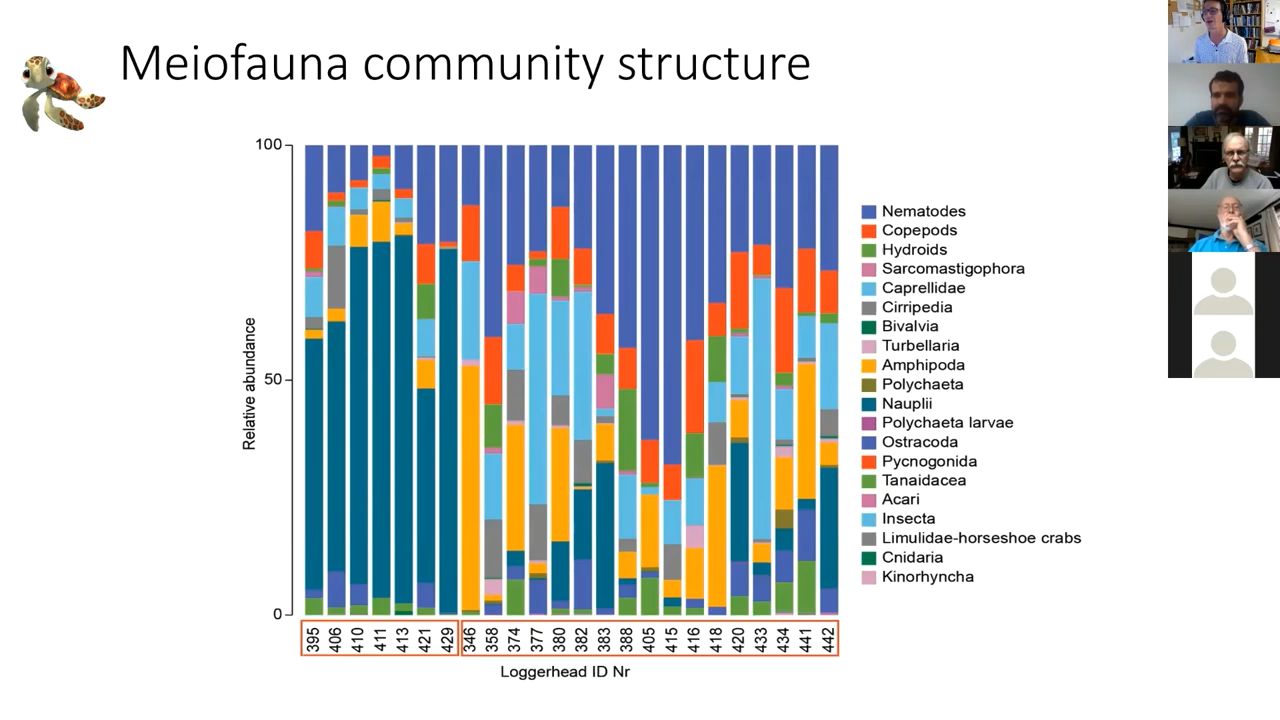 Meiofauna community structure
100
50
0
Relative abundance
Nematodes
Copepods
Hydroids
Sarcomastigophora
Caprellidae
Cirripedia
Bivalvia
Turbellaria
Amphipoda
Polychaeta
Nauplii
Polychaeta larvae
Ostracoda
Pycnogonida
Tanaidacea
Acari
Insecta
Limulidae-horseshoe crabs
Cnidaria
Kinorhyncha
395 406 410 411 413 421 429 346 358 374 377 380 382 383 388 405 415 416 418 420 433 434 441 442
Loggerhead ID Nr